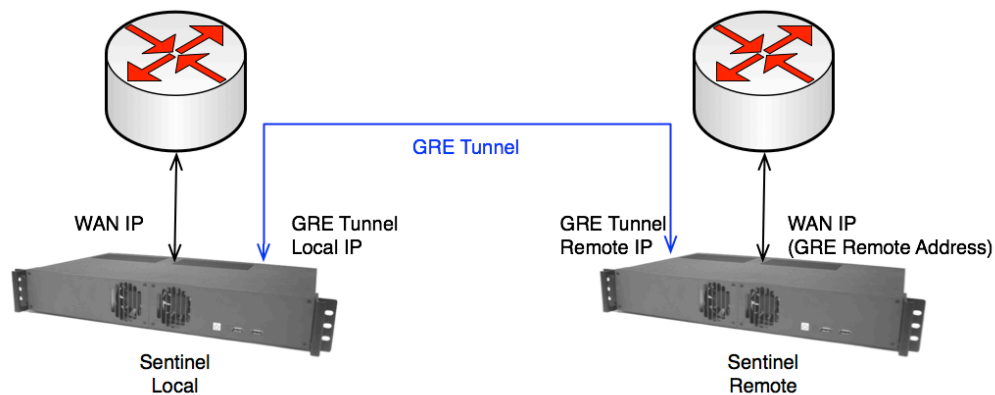 GRE Tunnel
WAN IP
GRE Tunnel
Local IP
GRE Tunnel
Remote IP
WAN IP
(GRE Remote Address)
Sentinel
Local
Sentinel
Remote